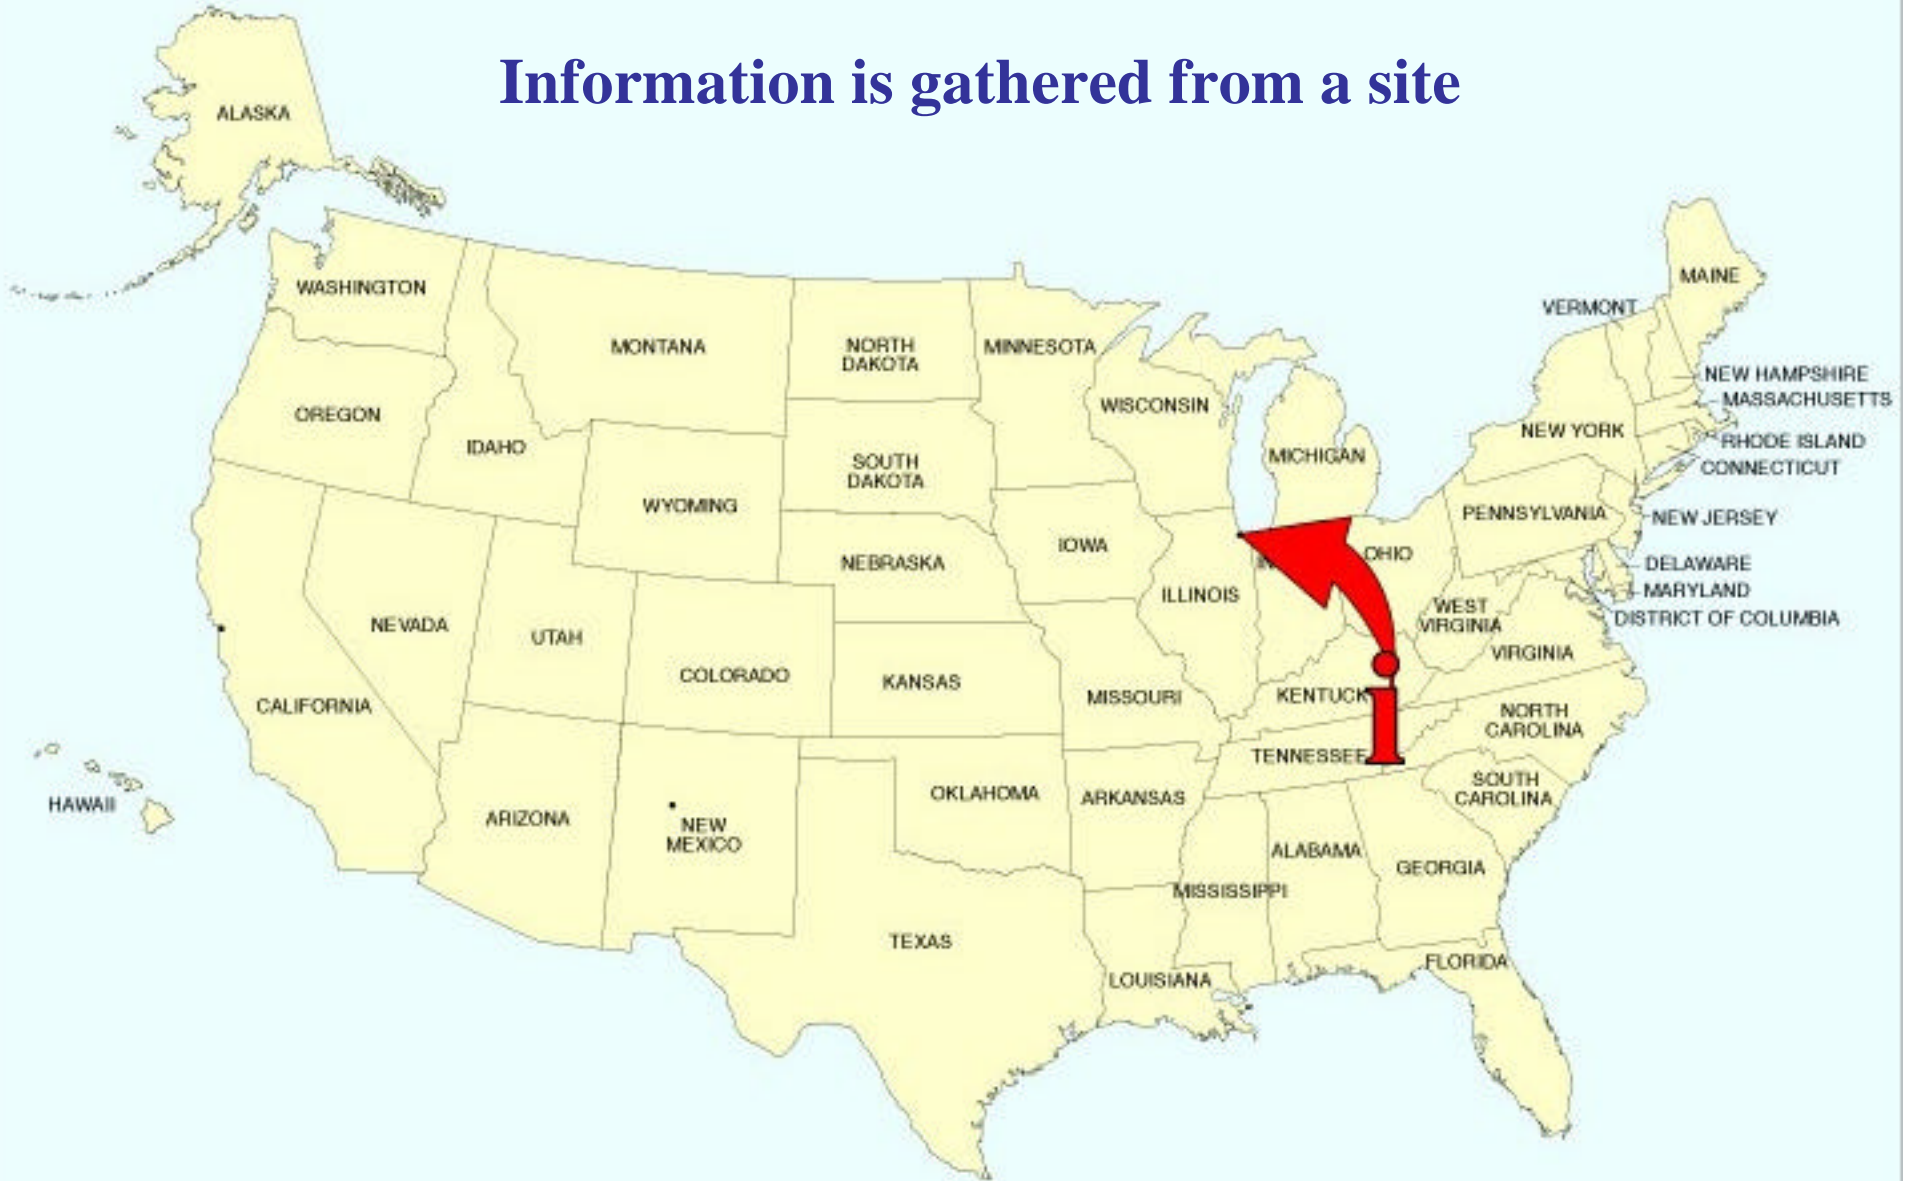 Information is gathered from a site
ALASKA
MAINE
WASHINGTON
VERMONT
MONTANA
NORTH
DAKOTA
MINNESOTA
NEW HAMPSHIRE
MASSACHUSETTS
OREGON
WISCONSIN
NEW YORK
RHODE ISLAND
IDAHO
MICHIGAN
CONNECTICUT
SOUTH
DAKOTA
WYOMING
PENNSYLVANIA
NEW JERSEY
IOWA
OHIO
NEBRASKA
DELAWARE
ILLINOIS
MARYLAND
WEST
VIRGINIA
DISTRICT OF COLUMBIA
NEVADA
UTAH
VIRGINIA
COLORADO
KANSAS
MISSOURI
KENTUCK
i
CALIFORNIA
NORTH
CAROLINA
TENNESSEE
HAWAII
ARIZONA
NEW
MEXICO
OKLAHOMA
ARKANSAS
SOUTH
CAROLINA
ALABAMA
GEORGIA
MISSISSIPPI
TEXAS
LOUISIANA
FLORIDA